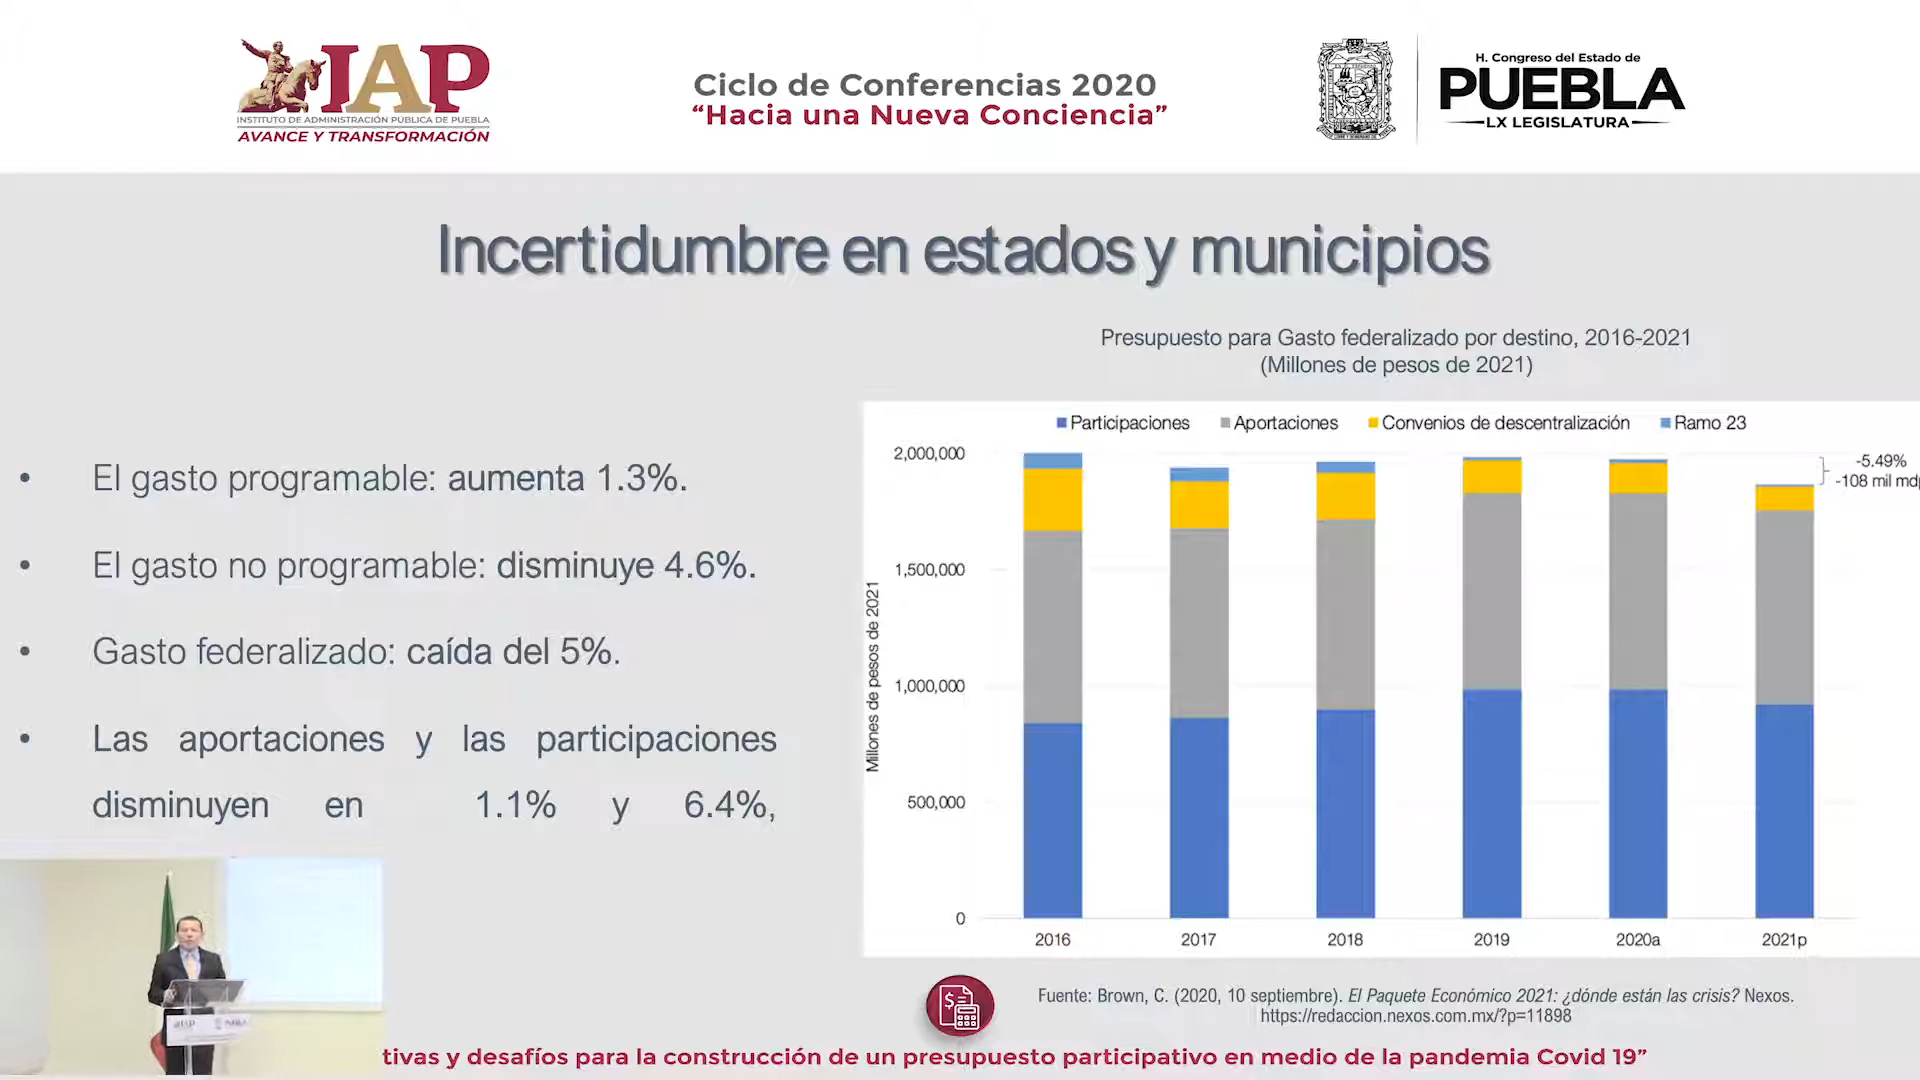 IAP
INSTITUTO DE ADMINISTRACIÓN PÚBLICA DE PUEBLA
AVANCE Y TRANSFORMACIÓN
Ciclo de Conferencias 2020
“Hacia una Nueva Conciencia”
H. Congreso del Estado de
PUEBLA
LX LEGISLATURA
Incertidumbre en estados y municipios
• El gasto programable: aumenta 1.3%.
• El gasto no programable: disminuye 4.6%.
• Gasto federalizado: caída del 5%.
• Las aportaciones y las participaciones
disminuyen en 1.1% y 6.4%,
Presupuesto para Gasto federalizado por destino, 2016-2021
(Millones de pesos de 2021)
Participaciones Aportaciones Convenios de descentralización Ramo 23
Millones de pesos de 2021
2,000,000
1,500,000
1,000,000
500,000
0
-5.49%
-108 mil mdp
2016 2017 2018 2019 2020a 2021p
Fuente: Brown, C. (2020, 10 septiembre). El Paquete Económico 2021: ¿dónde están las crisis? Nexos.
https://redaccion.nexos.com.mx/?p=11898
tivas y desafíos para la construcción de un presupuesto participativo en medio de la pandemia Covid 19”